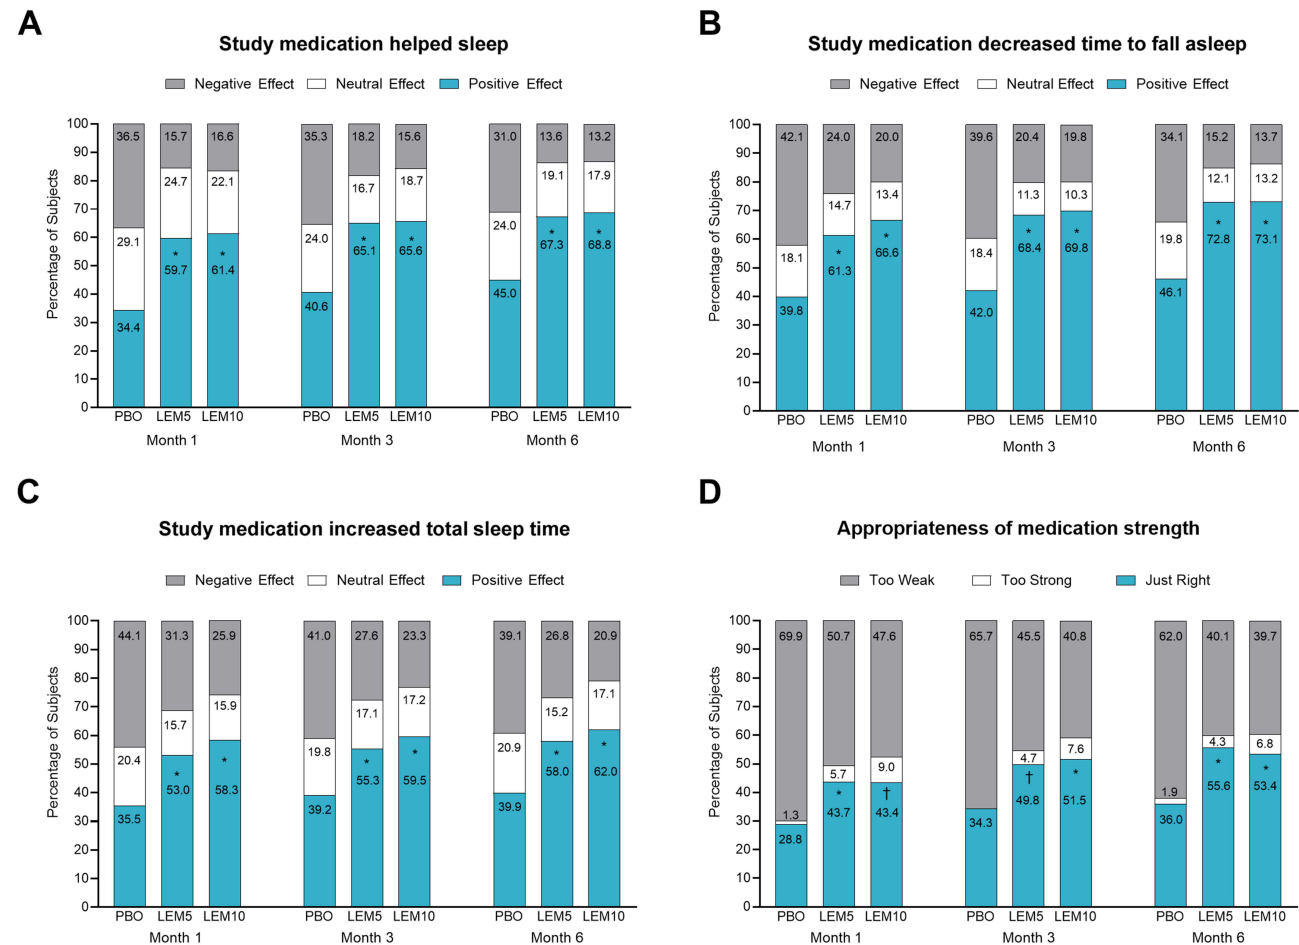 A
Study medication helped sleep
Negative Effect Neutral Effect Positive Effect
Percentage of Subjects
100
90
80
70
60
50
40
30
20
10
0
36.5 15.7 16.6 35.3 18.2 15.6 31.0 13.6 13.2
29.1 24.7 22.1 24.0 16.7 18.7 24.0 19.1 17.9
* * * * * *
34.4 59.7 61.4 40.6 65.1 65.6 45.0 67.3 68.8
PBO LEM5 LEM10 PBO LEM5 LEM10 PBO LEM5 LEM10
Month 1 Month 3 Month 6
B
Study medication decreased time to fall asleep
Negative Effect Neutral Effect Positive Effect
Percentage of Subjects
100
90
80
70
60
50
40
30
20
10
0
42.1 24.0 20.0 39.6 20.4 19.8 34.1 15.2 13.7
18.1 14.7 13.4 18.4 11.3 10.3 19.8 12.1 13.2
* * * * * *
39.8 61.3 66.6 42.0 68.4 69.8 46.1 72.8 73.1
PBO LEM5 LEM10 PBO LEM5 LEM10 PBO LEM5 LEM10
Month 1 Month 3 Month 6
C
Study medication increased total sleep time
Negative Effect Neutral Effect Positive Effect
Percentage of Subjects
100
90
80
70
60
50
40
30
20
10
0
44.1 31.3 25.9 41.0 27.6 23.3 39.1 26.8 20.9
20.4 15.7 15.9 19.8 17.1 17.2 20.9 15.2 17.1
* * * * * *
35.5 53.0 58.3 39.2 55.3 59.5 39.9 58.0 62.0
PBO LEM5 LEM10 PBO LEM5 LEM10 PBO LEM5 LEM10
Month 1 Month 3 Month 6
D
Appropriateness of medication strength
Too Weak Too Strong Just Right
Percentage of Subjects
100
90
80
70
60
50
40
30
20
10
0
69.9 50.7 47.6 65.7 45.5 40.8 62.0 40.1 39.7
1.3 5.7 9.0 4.7 7.6 1.9 4.3 6.8
* † † * * *
28.8 43.7 43.4 34.3 49.8 51.5 36.0 55.6 53.4
PBO LEM5 LEM10 PBO LEM5 LEM10 PBO LEM5 LEM10
Month 1 Month 3 Month 6